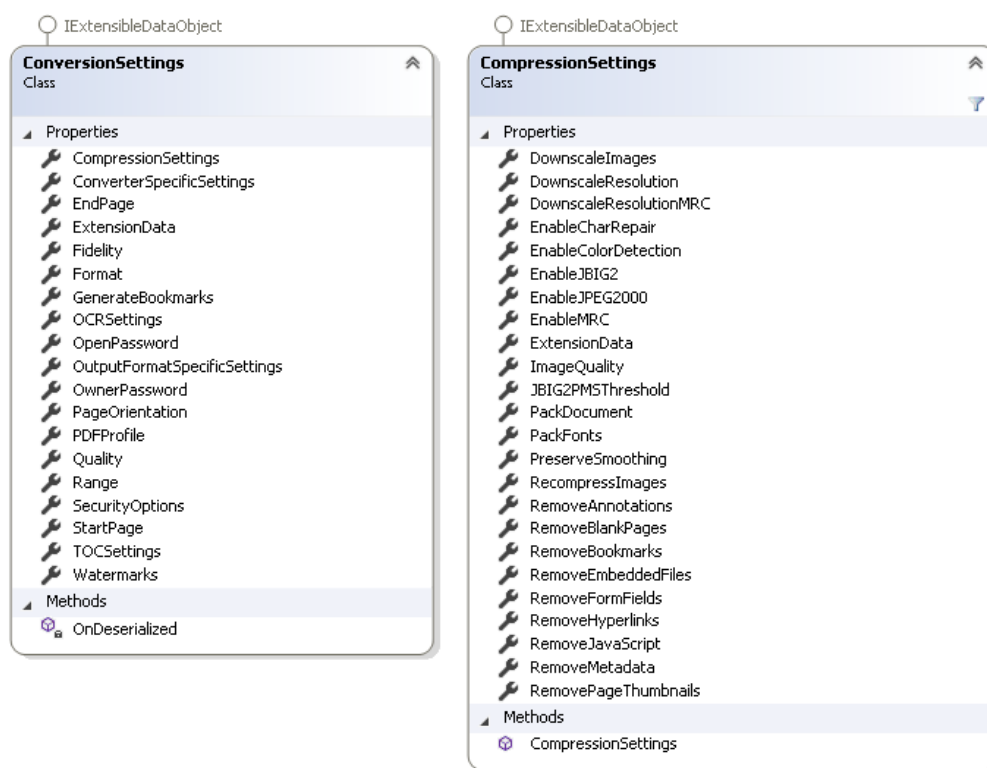 IExtensibleDataObject
ConversionSettings
Class
Properties
CompressionSettings
ConverterSpecificSettings
EndPage
ExtensionData
Fidelity
Format
GenerateBookmarks
OCRSettings
OpenPassword
OutputFormatSpecificSettings
OwnerPassword
PageOrientation
PDFProfile
Quality
Range
SecurityOptions
StartPage
TOCSettings
Watermarks
Methods
OnDeserialized
IExtensibleDataObject
CompressionSettings
Class
Properties
DownscaleImages
DownscaleResolution
DownscaleResolutionMRC
EnableCharRepair
EnableColorDetection
EnableJBIG2
EnableJPEG2000
EnableMRC
ExtensionData
ImageQuality
JBIG2PMSThreshold
PackDocument
PackFonts
PreserveSmoothing
RecompressImages
RemoveAnnotations
RemoveBlankPages
RemoveBookmarks
RemoveEmbeddedFiles
RemoveFormFields
RemoveHyperlinks
RemoveJavaScript
RemoveMetadata
RemovePageThumbnails
Methods
CompressionSettings